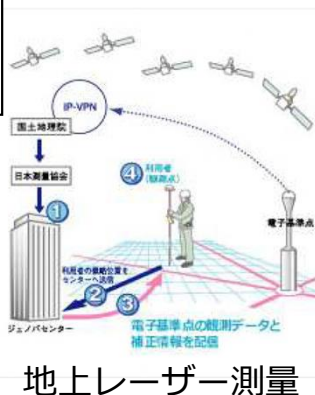 IP-VPN
国土地理院
日本測量協会
①
④ 利用者
(観測点)
電子基準点
利用者の概略位置を
センターへ送信
②
③
ジェノバセンター
電子基準点の観測データと
補正情報を配信
地上レーザー測量